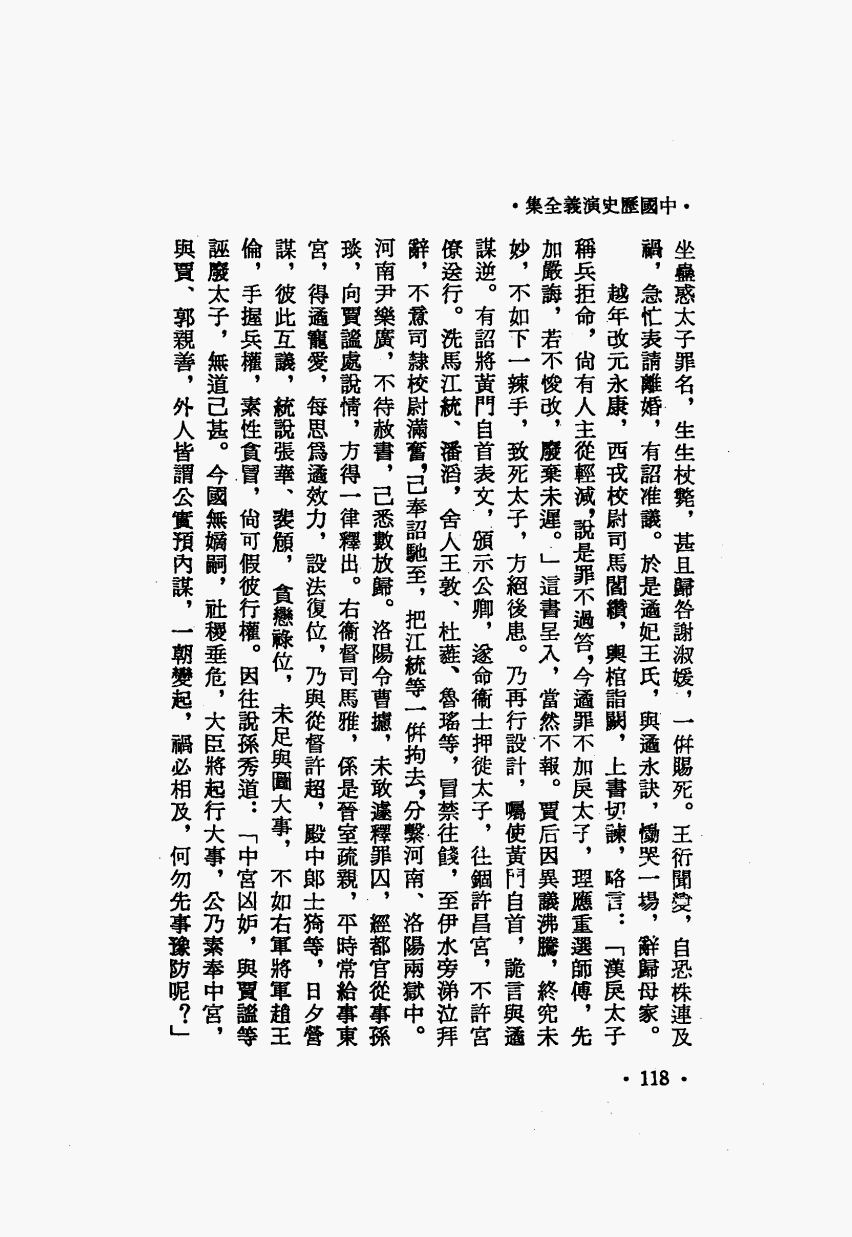 •中國歷史演義全集•
坐蠱惑太子罪名，生生杖斃，甚且歸咎謝淑媛，一併賜死。王衍聞變，自恐株連及
禍，急忙表請離婚，有詔准議。於是遹妃王氏，與遹永訣，慟哭一場，辭歸母家。
越年改元永康，西戎校尉司馬閻纘，輿棺詣闕，上書切諫，略言：「漢戾太子
稱兵拒命，尚有人主從輕減，說是罪不過笞，今遹罪不加戾太子，理應重選師傅，先
加嚴誨，若不悛改，廢棄未遲。」這書呈入，當然不報。賈后因異議沸騰，終究未
妙，不如下一辣手，致死太子，方絕後患。乃再行設計，囑使黃門自首，詭言與遹
謀逆。有詔將黃門自首表文，頒示公卿，遂命衞士押徙太子，往錮許昌宮，不許宮
僚送行。洗馬江統、潘滔，舍人王敦、杜蕤、魯瑤等，冒禁往餞，至伊水旁涕泣拜
辭，不意司隸校尉滿奮，已奉詔馳至，把江統等一併拘去，分繫河南、洛陽兩獄中。
河南尹樂廣，不待赦書，己悉數放歸。洛陽令曹攄，未敢遽釋罪囚，經都官從事孫
琰，向賈謐處說情，方得一律釋出。右衞督司馬雅，係是晉室疏親，平時常給事東
宮，得遹寵愛，每思爲遹效力，設法復位，乃與從督許超，殿中郎士猗等，日夕營
謀，彼此互議，統說張華、裴頠，貪戀祿位，未足與圖大事，不如右軍將軍趙王
倫，手握兵權，素性貪冒，尙可假彼行權。因往說孫秀道：「中宮凶妒，與賈謐等
誣廢太子，無道己甚。今國無嫡嗣，社稷垂危，大臣將起行大事，公乃素奉中宮，
與賈、郭親善，外人皆謂公實預內謀，一朝變起，禍必相及，何勿先事豫防呢？」
•118•